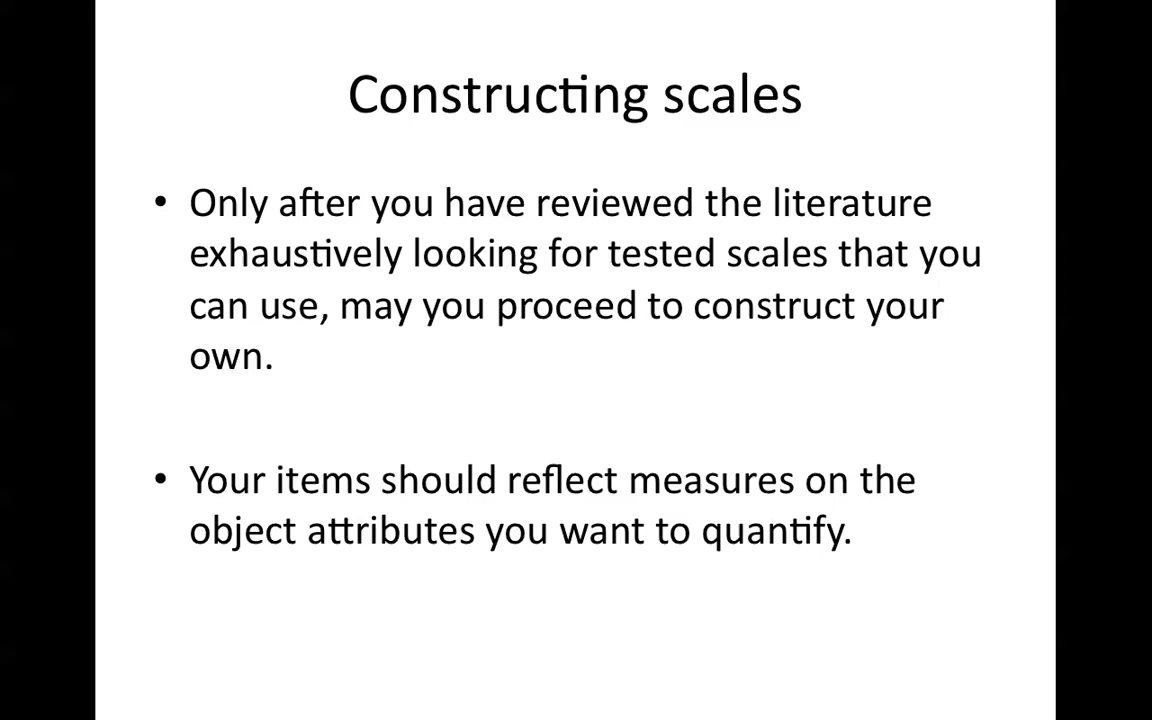 Constructing scales
• Only after you have reviewed the literature
exhaustively looking for tested scales that you
can use, may you proceed to construct your
own.
• Your items should reflect measures on the
object attributes you want to quantify.